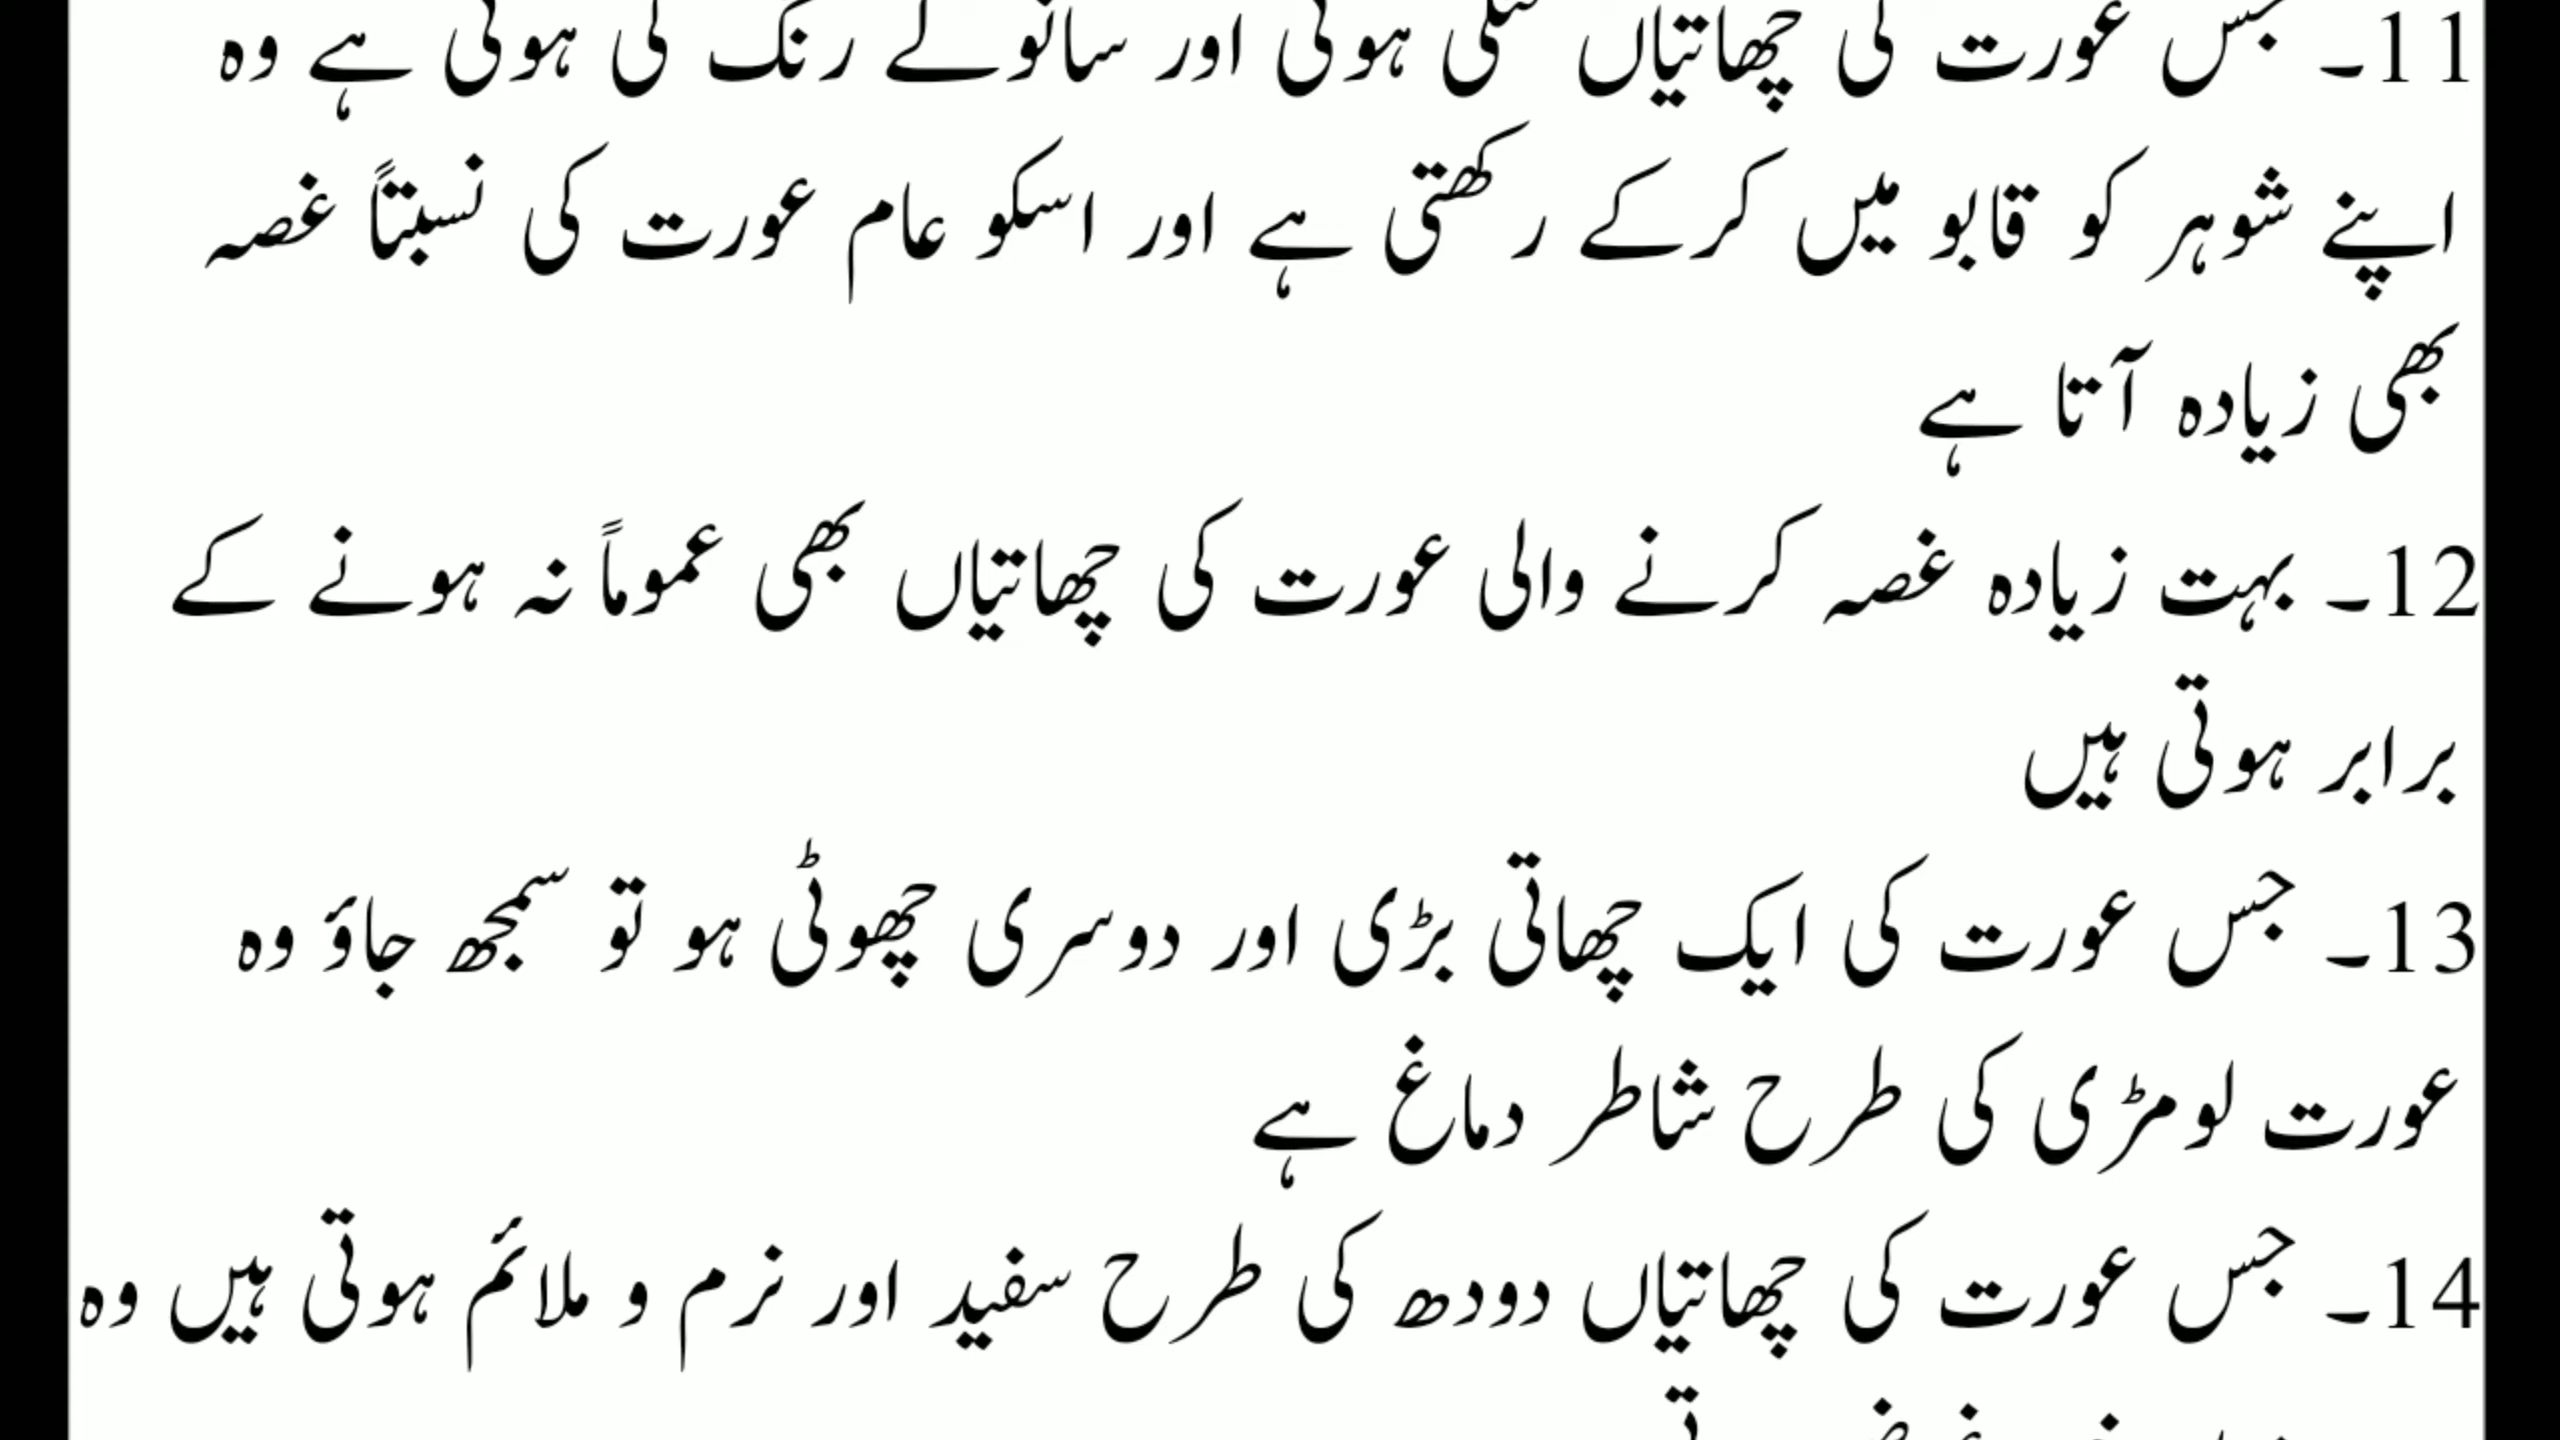 11۔ جس عورت کی چھاتیاں ہوتی اور سانولے رنگ کی ہوتی ہے وہ
اپنے شوہر کو قابو میں کرکے رکھتی ہے اور اسکو عام عورت کی نسبتاً غصہ
بھی زیادہ آتا ہے
12۔ بہت زیادہ غصہ کرنے والی عورت کی چھاتیاں بھی عموماً نہ ہونے کے
برابر ہوتی ہیں
13۔ جس عورت کی ایک چھاتی بڑی اور دوسری چھوٹی ہو تو سمجھ جاؤ وہ
عورت لومڑی کی طرح شاطر دماغ ہے
14۔ جس عورت کی چھاتیاں دودھ کی طرح سفید اور نرم و ملائم ہوتی ہیں وہ